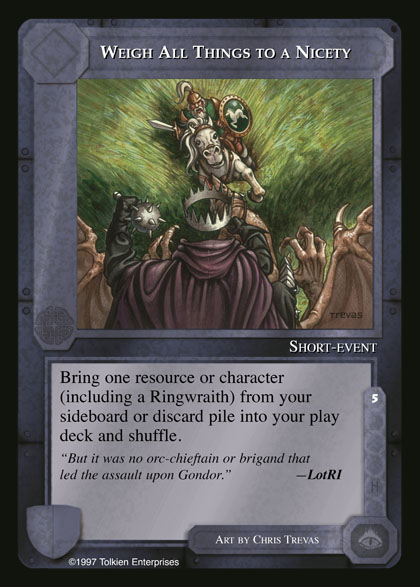 WEIGH ALL THINGS TO A NICETY
TREVAS
SHORT-EVENT
Bring one resource or character
(including a Ringwraith) from your
sideboard or discard pile into your play
deck and shuffle.
5
“But it was no orc-chieftain or brigand that
led the assault upon Gondor.” —LotRI
H
ART BY CHRIS TREVAS
©1997 Tolkien Enterprises